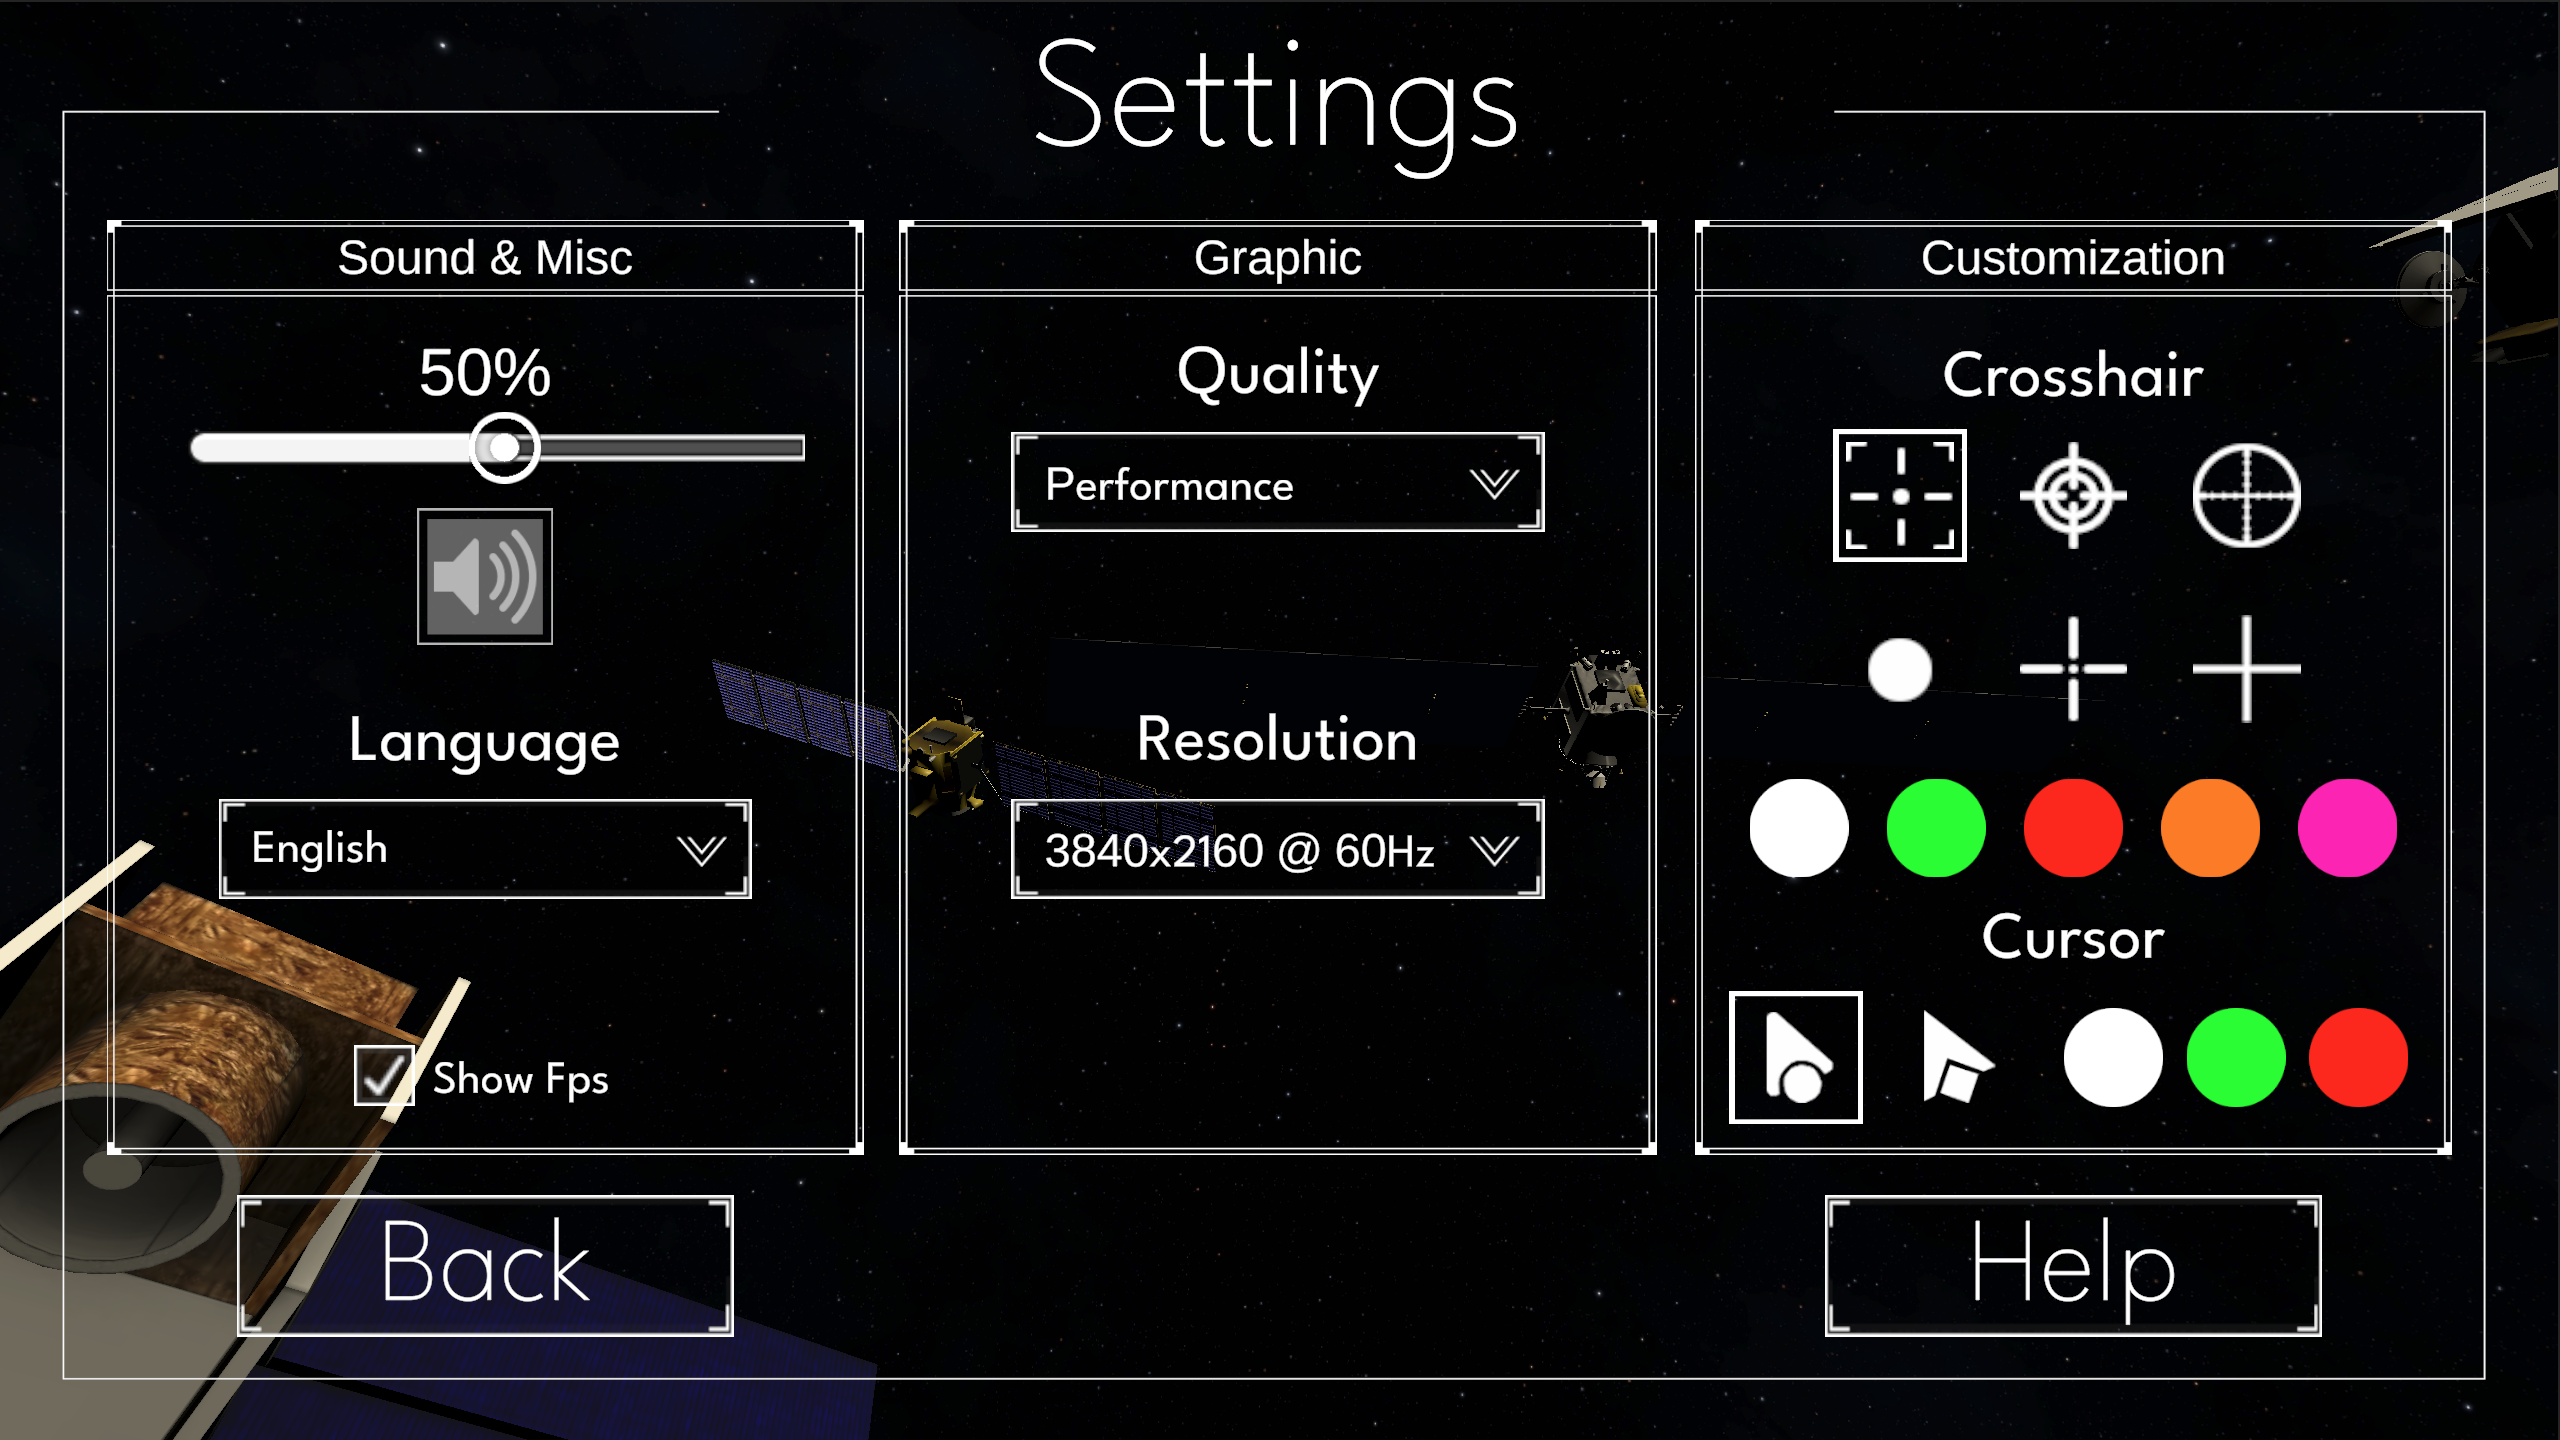 Settings
Sound & Misc
50%
Language
English
Show Fps
Graphic
Quality
Performance
Resolution
3840x2160 @ 60Hz
Customization
Crosshair
Cursor
Back
Help